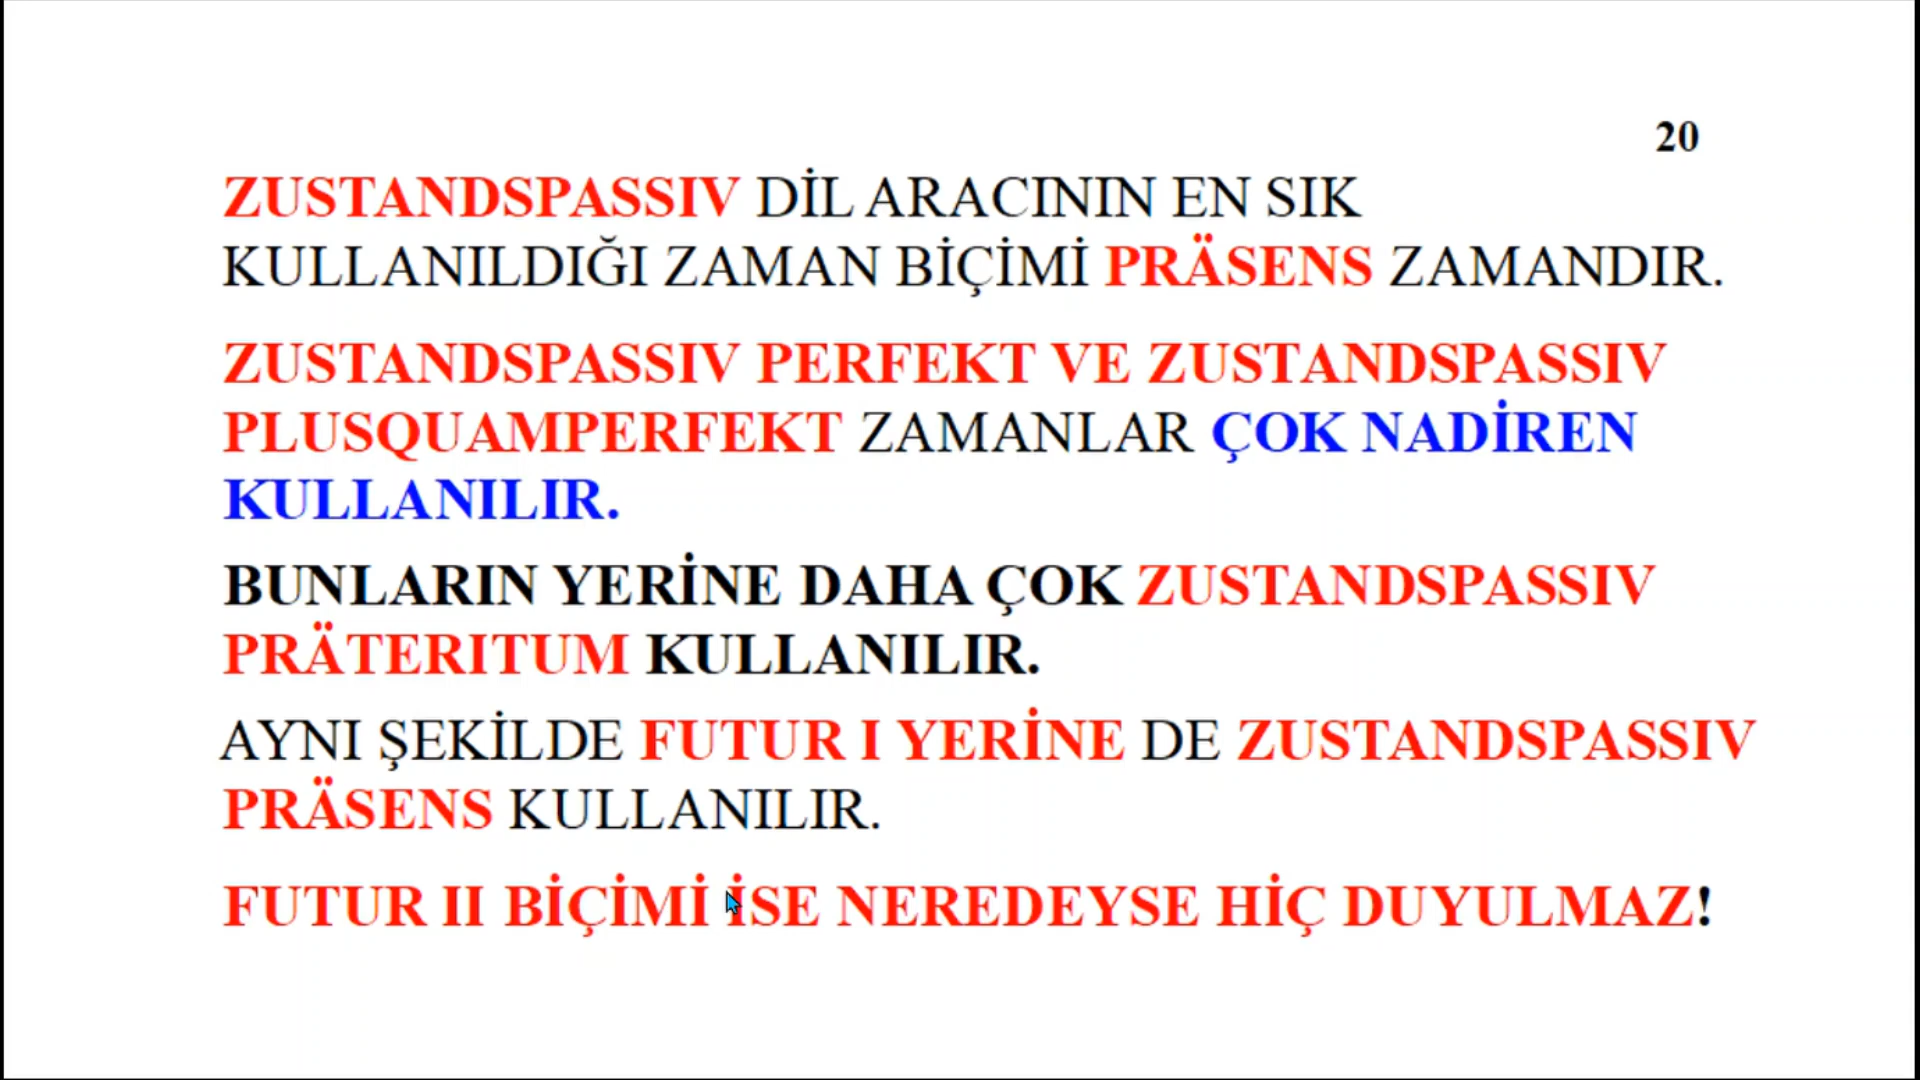 20
ZUSTANDSPASSIV DİL ARACININ EN SIK
KULLANILDIĞI ZAMAN BİÇİMİ PRÄSENS ZAMANDIR.
ZUSTANDSPASSIV PERFEKT VE ZUSTANDSPASSIV
PLUSQUAMPERFEKT ZAMANLAR ÇOK NADİREN
KULLANILIR.
BUNLARIN YERİNE DAHA ÇOK ZUSTANDSPASSIV
PRÄTERITUM KULLANILIR.
AYNI ŞEKİLDE FUTUR I YERİNE DE ZUSTANDSPASSIV
PRÄSENS KULLANILIR.
FUTUR II BİÇİMİ İSE NEREDEYSE HİÇ DUYULMAZ!